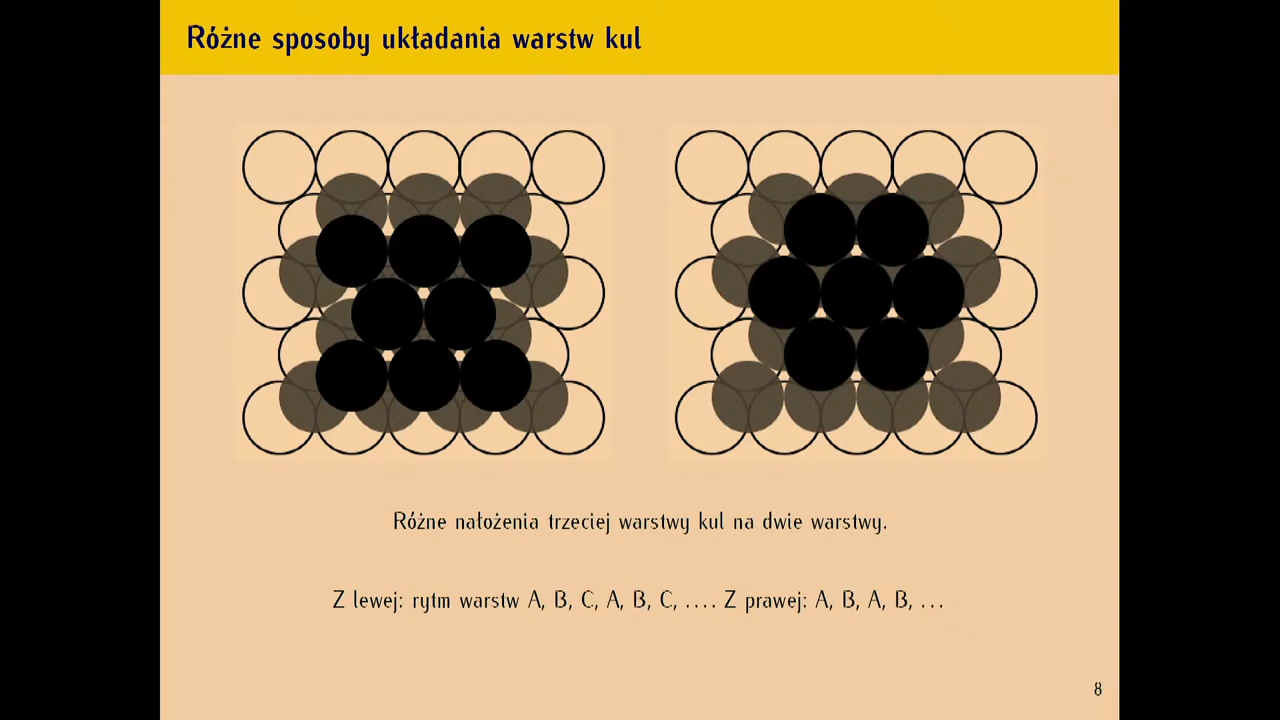 Różne sposoby układania warstw kul
Różne nałożenia trzeciej warstwy kul na dwie warstwy.
Z lewej: rytm warstw A, B, C, A, B, C, .... Z prawej: A, B, A, B, ...
8